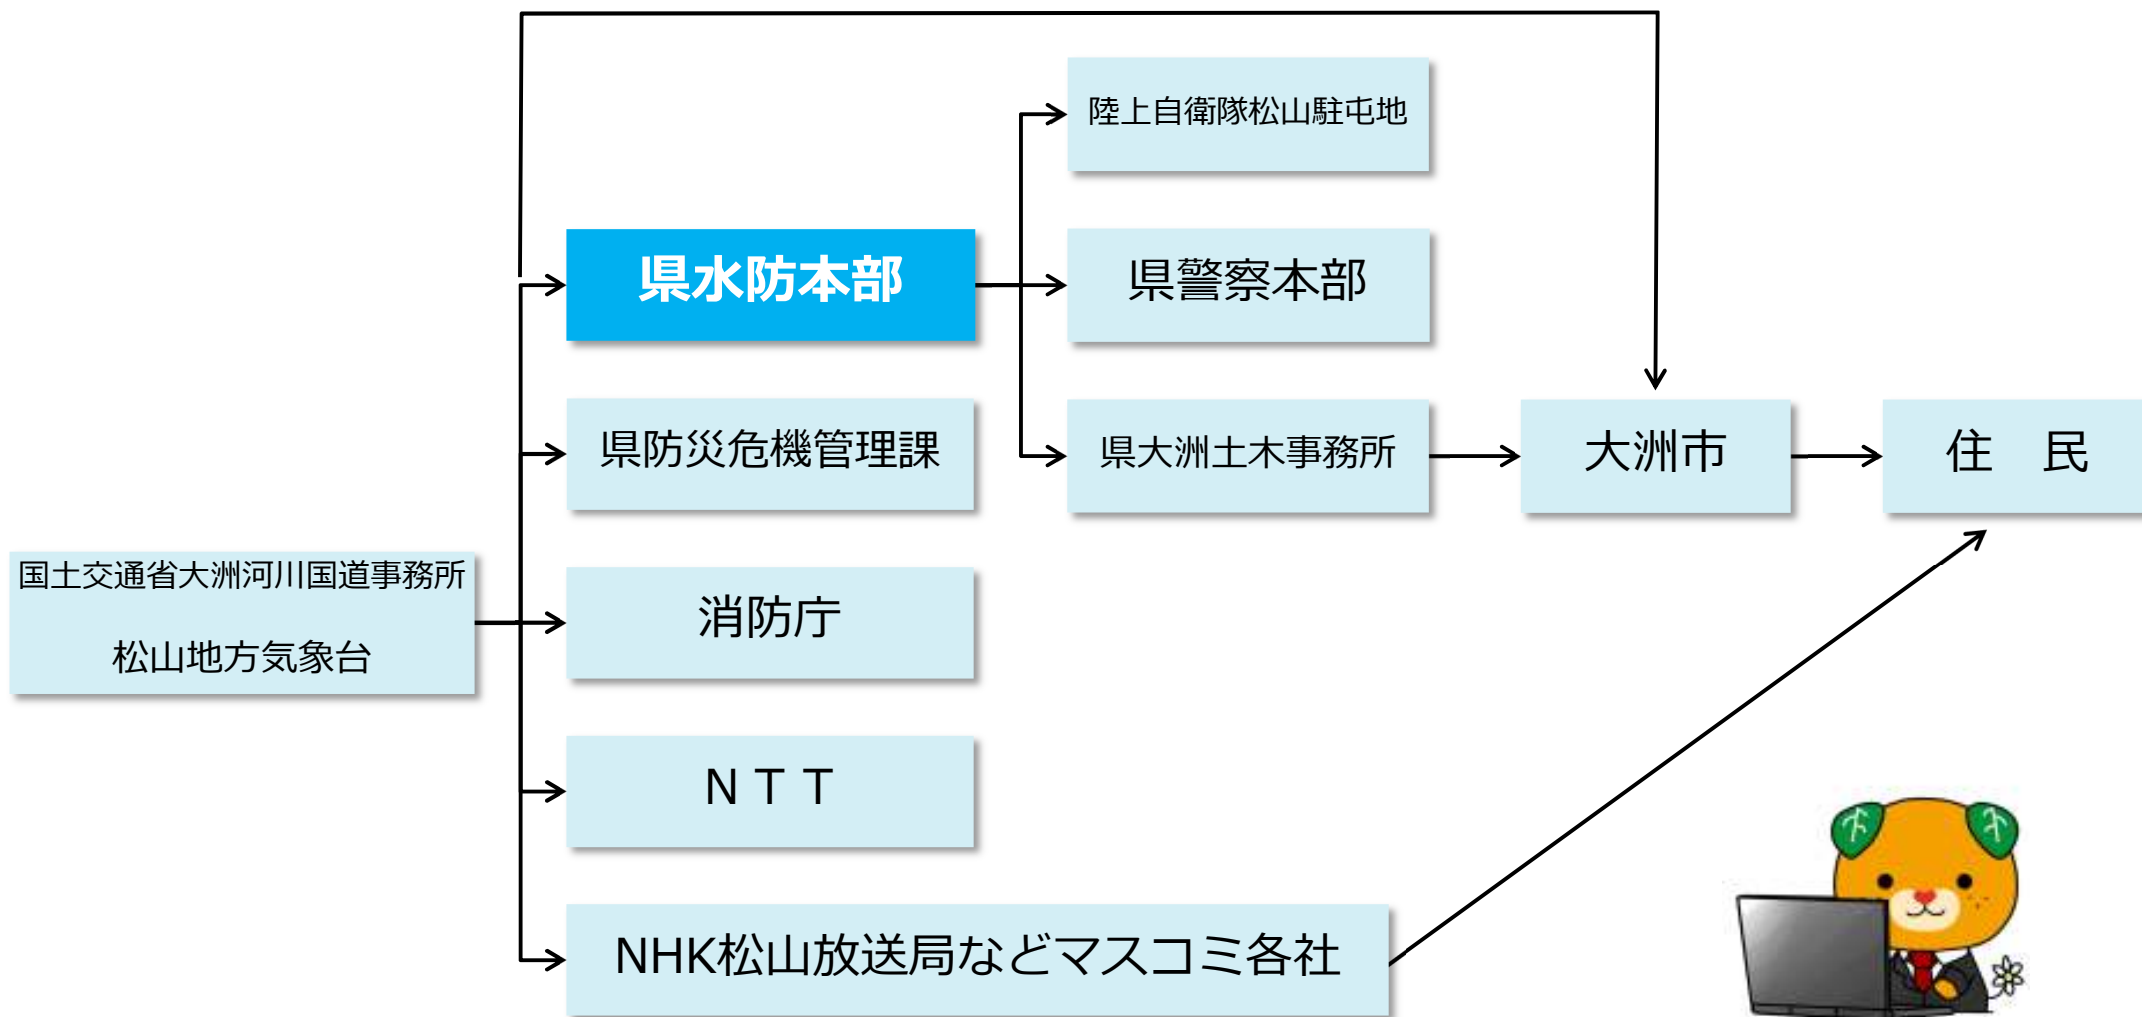 陸上自衛隊松山駐屯地
県水防本部
県警察本部
県防災危機管理課
県大洲土木事務所
大洲市
住　民
国土交通省大洲河川国道事務所
松山地方気象台
消防庁
ＮＴＴ
NHK松山放送局などマスコミ各社